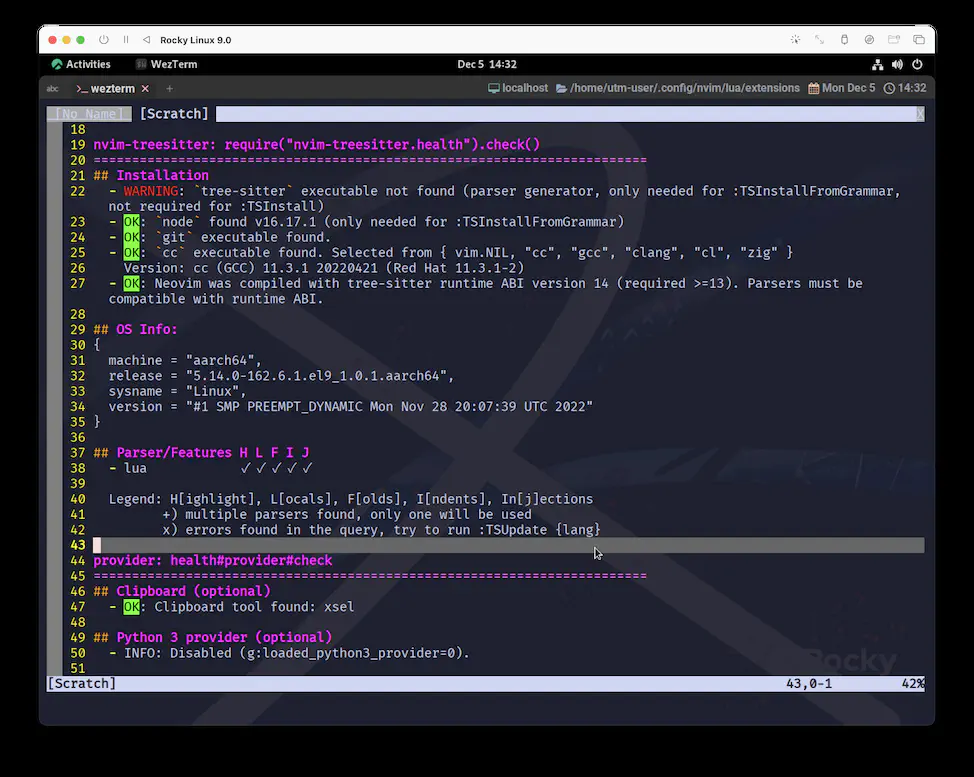 Rocky Linux 9.0
Activities WezTerm Dec 5 14:32
abc >_ wezterm × + localhost /home/utm-user/.config/nvim/lua/extensions Mon Dec 5 14:32
[No Name] [Scratch] X
18
19 nvim-treesitter: require("nvim-treesitter.health").check()
20 ========================================================================
21 ## Installation
22 - WARNING: `tree-sitter` executable not found (parser generator, only needed for :TSInstallFromGrammar,
not required for :TSInstall)
23 - OK: `node` found v16.17.1 (only needed for :TSInstallFromGrammar)
24 - OK: `git` executable found.
25 - OK: `cc` executable found. Selected from { vim.NIL, "cc", "gcc", "clang", "cl", "zig" }
26 Version: cc (GCC) 11.3.1 20220421 (Red Hat 11.3.1-2)
27 - OK: Neovim was compiled with tree-sitter runtime ABI version 14 (required >=13). Parsers must be
compatible with runtime ABI.
28
29 ## OS Info:
30 {
31 machine = "aarch64",
32 release = "5.14.0-162.6.1.el9_1.0.1.aarch64",
33 sysname = "Linux",
34 version = "#1 SMP PREEMPT_DYNAMIC Mon Nov 28 20:07:39 UTC 2022"
35 }
36
37 ## Parser/Features H L F I J
38 - lua ✓ ✓ ✓ ✓ ✓
39
40 Legend: H[ighlight], L[ocals], F[olds], I[ndents], In[j]ections
41 +) multiple parsers found, only one will be used
42 x) errors found in the query, try to run :TSUpdate {lang}
43
44 provider: health#provider#check
45 ========================================================================
46 ## Clipboard (optional)
47 - OK: Clipboard tool found: xsel
48
49 ## Python 3 provider (optional)
50 - INFO: Disabled (g:loaded_python3_provider=0).
51
Rocky
[Scratch] 43,0-1 42%